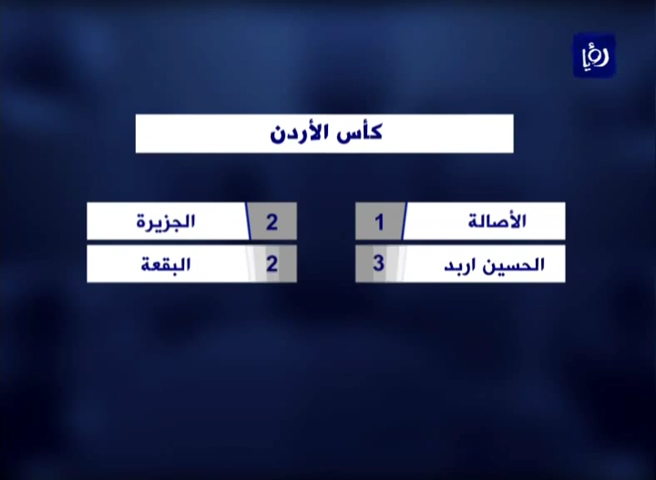 رؤيا
كأس الأردن
الأصالة 1 2 الجزيرة
الحسين اربد 3 2 البقعة